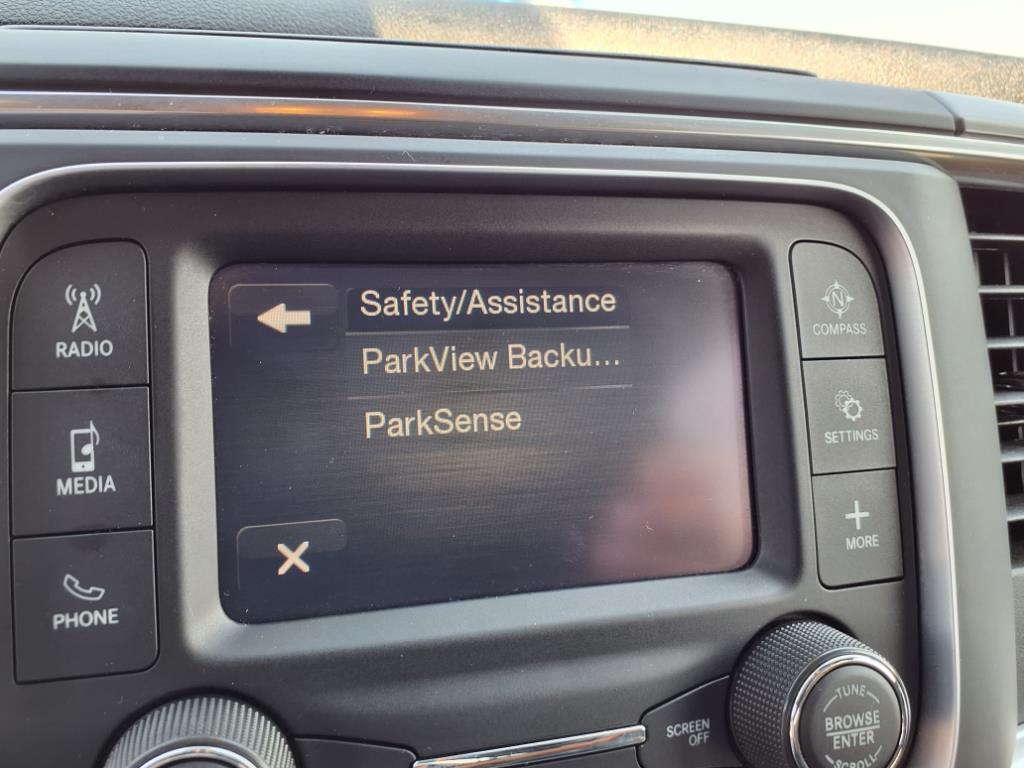 Safety/Assistance
ParkView Backu...
ParkSense
RADIO
MEDIA
PHONE
N
COMPASS
SETTINGS
MORE
SCREEN
OFF
TUNE
BROWSE
ENTER
SCROLL